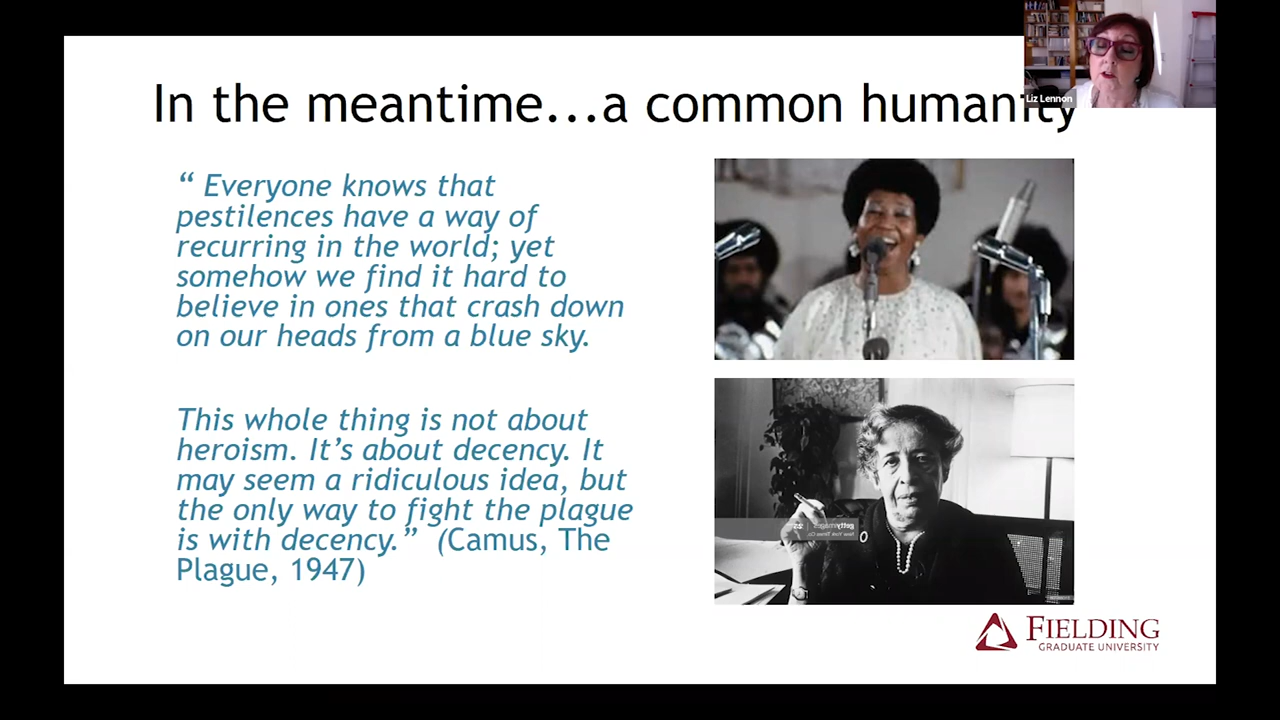 In the meantime...a common humanity
Liz Lennon
“ Everyone knows that
pestilences have a way of
recurring in the world; yet
somehow we find it hard to
believe in ones that crash down
on our heads from a blue sky.
This whole thing is not about
heroism. It’s about decency. It
may seem a ridiculous idea, but
the only way to fight the plague
is with decency.” (Camus, The
Plague, 1947)
FIELDING
GRADUATE UNIVERSITY